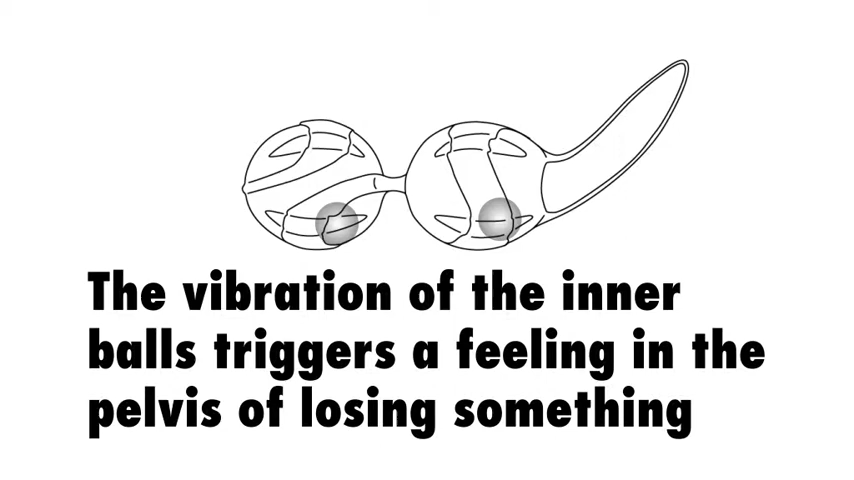 The vibration of the inner
balls triggers a feeling in the
pelvis of losing something